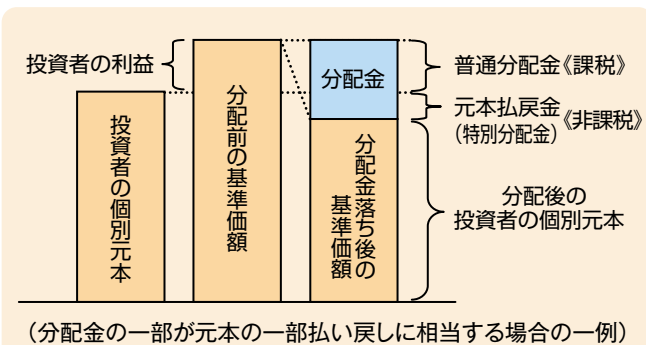 投資者の利益
投資者の個別元本
分配前の基準価額
分配金
分配金落ち後の
基準価額
普通分配金《課税》
元本払戻金
(特別分配金)
《非課税》
分配後の
投資者の個別元本
(分配金の一部が元本の一部払い戻しに相当する場合の一例)